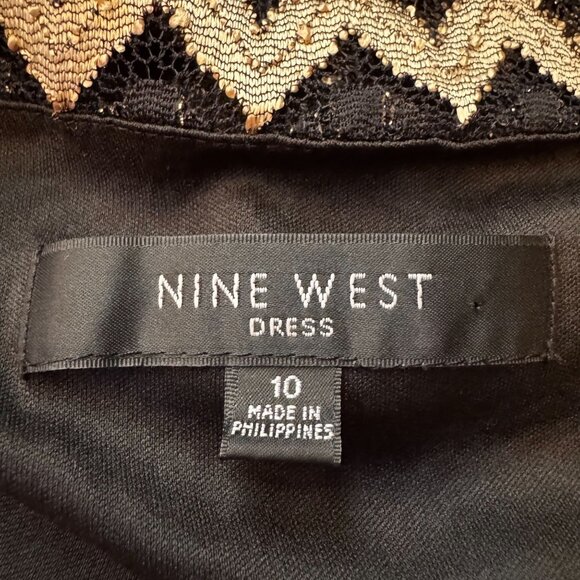 NINE WEST
DRESS
10
MADE IN
PHILIPPINES